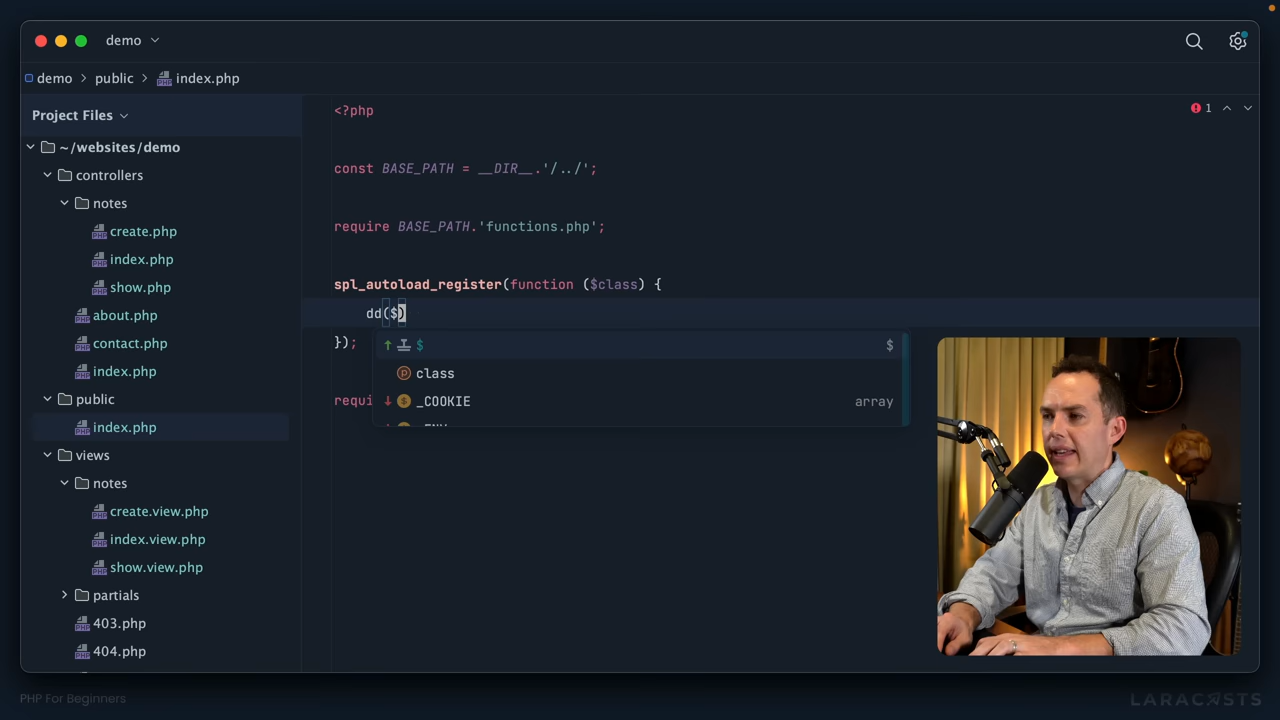 demo
demo > public > index.php
Project Files
<?php
1
~/websites/demo
const BASE_PATH = __DIR__.'/../';
controllers
notes
create.php
require BASE_PATH.'functions.php';
index.php
show.php
spl_autoload_register(function ($class) {
about.php
dd($)
contact.php
});
$ $
index.php
class
public
requi
_COOKIE array
index.php
views
notes
create.view.php
index.view.php
show.view.php
partials
403.php
404.php
PHP For Beginners
LARACASTS